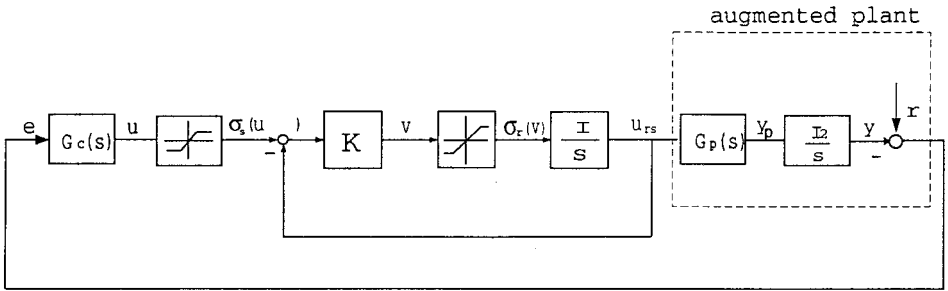 augmented plant
e
Gc(s)
u
σs(u)
-
K
v
σr(v)
I
s
urs
Gp(s)
yp
I2
s
y
-
r